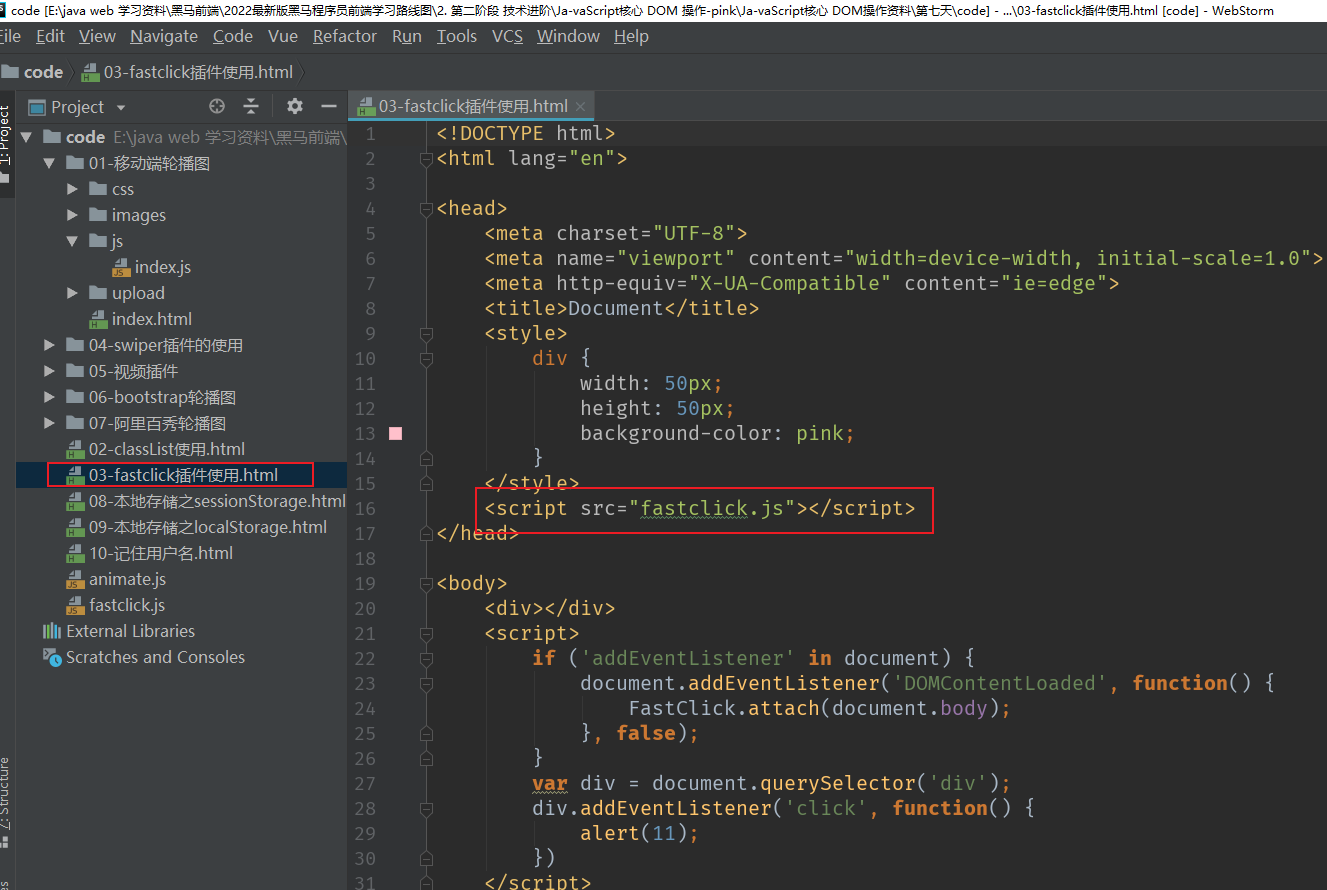 code [E:\java web 学习资料\黑马前端\2022最新版黑马程序员前端学习路线图\2. 第二阶段 技术进阶\Ja-vaScript核心 DOM 操作-pink\Ja-vaScript核心 DOM操作资料\第七天\code] - ...\03-fastclick插件使用.html [code] - WebStorm
File Edit View Navigate Code Vue Refactor Run Tools VCS Window Help
code 03-fastclick插件使用.html
Project
03-fastclick插件使用.html
1: Project
code E:\java web 学习资料\黑马前端\
01-移动端轮播图
css
images
js
index.js
upload
index.html
04-swiper插件的使用
05-视频插件
06-bootstrap轮播图
07-阿里百秀轮播图
02-classList使用.html
03-fastclick插件使用.html
08-本地存储之sessionStorage.html
09-本地存储之localStorage.html
10-记住用户名.html
animate.js
fastclick.js
External Libraries
Scratches and Consoles
Z: Structure
1 <!DOCTYPE html>
2 <html lang="en">
3
4 <head>
5 <meta charset="UTF-8">
6 <meta name="viewport" content="width=device-width, initial-scale=1.0">
7 <meta http-equiv="X-UA-Compatible" content="ie=edge">
8 <title>Document</title>
9 <style>
10 div {
11 width: 50px;
12 height: 50px;
13 background-color: pink;
14 }
15 </style>
16 <script src="fastclick.js"></script>
17 </head>
18
19 <body>
20 <div></div>
21 <script>
22 if ('addEventListener' in document) {
23 document.addEventListener('DOMContentLoaded', function() {
24 FastClick.attach(document.body);
25 }, false);
26 }
27 var div = document.querySelector('div');
28 div.addEventListener('click', function() {
29 alert(11);
30 })
31 </script>